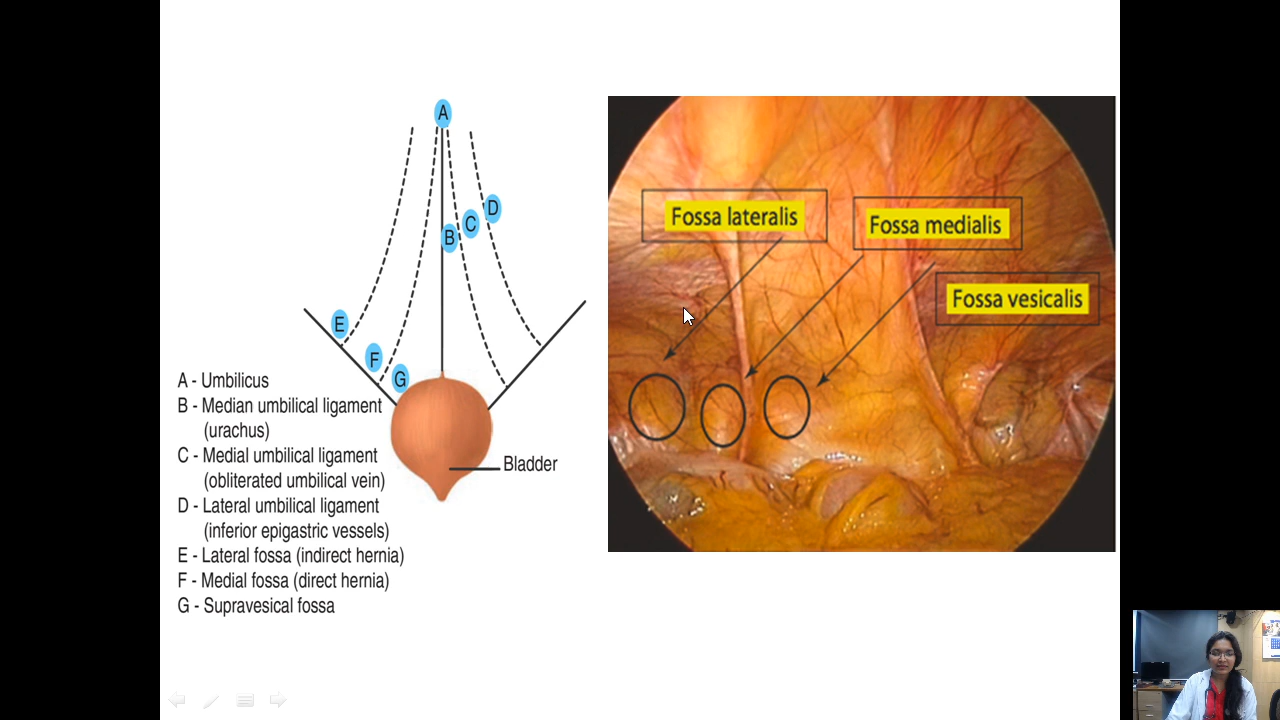 A
B
C
D
E
F
G
A - Umbilicus
B - Median umbilical ligament
(urachus)
C - Medial umbilical ligament
(obliterated umbilical vein)
D - Lateral umbilical ligament
(inferior epigastric vessels)
E - Lateral fossa (indirect hernia)
F - Medial fossa (direct hernia)
G - Supravesical fossa
Bladder
Fossa lateralis
Fossa medialis
Fossa vesicalis